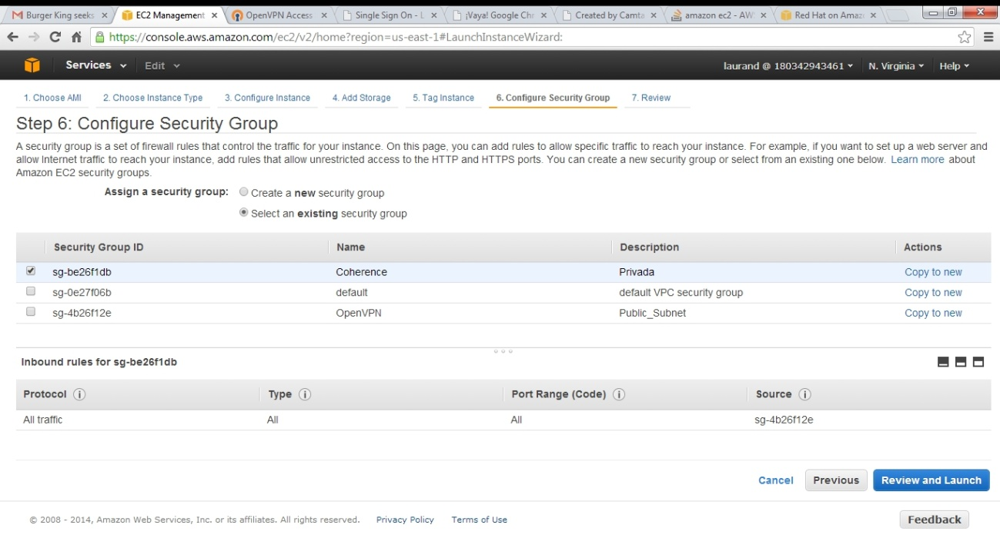 Burger King seeks
EC2 Management
OpenVPN Access
Single Sign On - L
¡Vaya! Google Chr
Created by Camta
amazon ec2 - AW
Red Hat on Amaz
https://console.aws.amazon.com/ec2/v2/home?region=us-east-1#LaunchInstanceWizard:
Services Edit laurand @ 180342943461 N. Virginia Help
1. Choose AMI 2. Choose Instance Type 3. Configure Instance 4. Add Storage 5. Tag Instance 6. Configure Security Group 7. Review
Step 6: Configure Security Group
A security group is a set of firewall rules that control the traffic for your instance. On this page, you can add rules to allow specific traffic to reach your instance. For example, if you want to set up a web server and
allow Internet traffic to reach your instance, add rules that allow unrestricted access to the HTTP and HTTPS ports. You can create a new security group or select from an existing one below. Learn more about
Amazon EC2 security groups.
Assign a security group: Create a new security group
Select an existing security group
Security Group ID Name Description Actions
sg-be26f1db Coherence Privada Copy to new
sg-0e27f06b default default VPC security group Copy to new
sg-4b26f12e OpenVPN Public_Subnet Copy to new
Inbound rules for sg-be26f1db
Protocol Type Port Range (Code) Source
All traffic All All sg-4b26f12e
Cancel Previous Review and Launch
© 2008 - 2014, Amazon Web Services, Inc. or its affiliates. All rights reserved. Privacy Policy Terms of Use Feedback